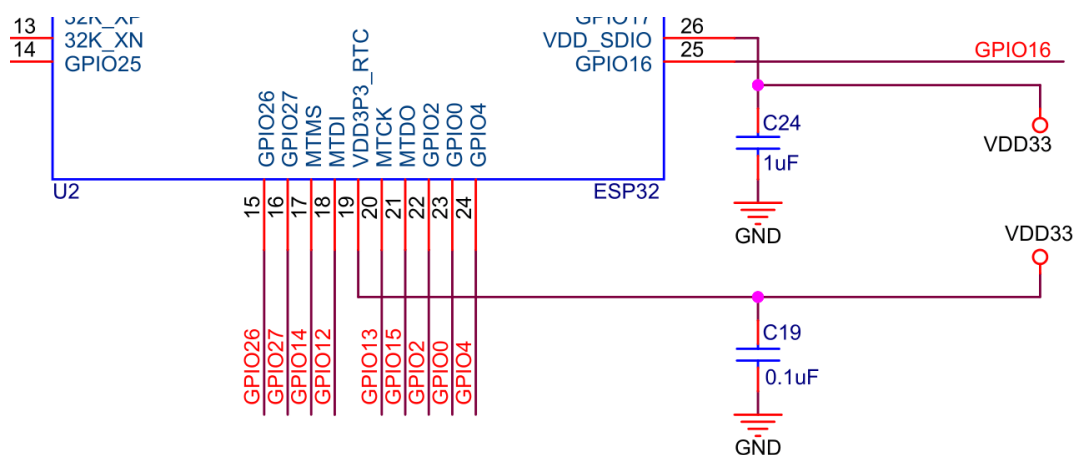 13
32K_XP
GPIO17
26
32K_XN
VDD_SDIO
14
25
GPIO25
GPIO16
GPIO16
GPIO26
GPIO27
MTMS
MTDI
VDD3P3_RTC
MTCK
MTDO
GPIO2
GPIO0
GPIO4
C24
1uF
VDD33
U2
ESP32
15
16
17
18
19
20
21
22
23
24
GND
VDD33
GPIO26
GPIO27
GPIO14
GPIO12
GPIO13
GPIO15
GPIO2
GPIO0
GPIO4
C19
0.1uF
GND